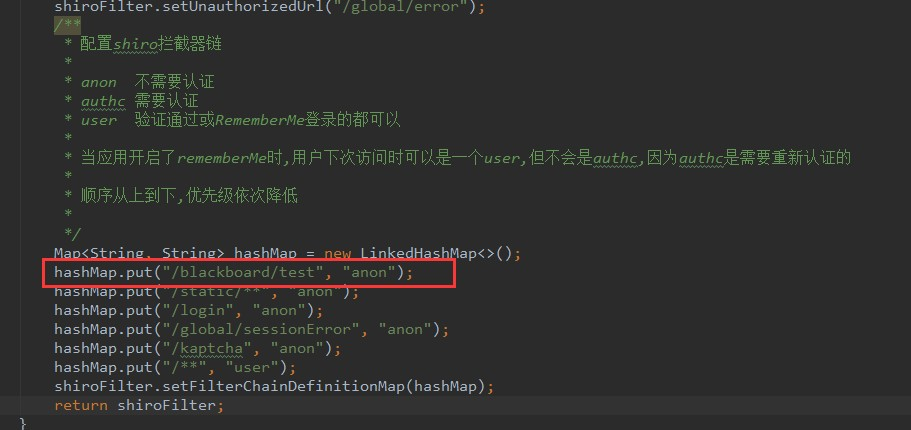 shiroFilter.setUnauthorizedUrl("/global/error");
/**
* 配置shiro拦截器链
*
* anon 不需要认证
* authc 需要认证
* user 验证通过或RememberMe登录的都可以
*
* 当应用开启了rememberMe时,用户下次访问时可以是一个user,但不会是authc,因为authc是需要重新认证的
*
* 顺序从上到下,优先级依次降低
*
*/
Map<String, String> hashMap = new LinkedHashMap<>();
hashMap.put("/blackboard/test", "anon");
hashMap.put("/static/**", "anon");
hashMap.put("/login", "anon");
hashMap.put("/global/sessionError", "anon");
hashMap.put("/kaptcha", "anon");
hashMap.put("/**", "user");
shiroFilter.setFilterChainDefinitionMap(hashMap);
return shiroFilter;
}